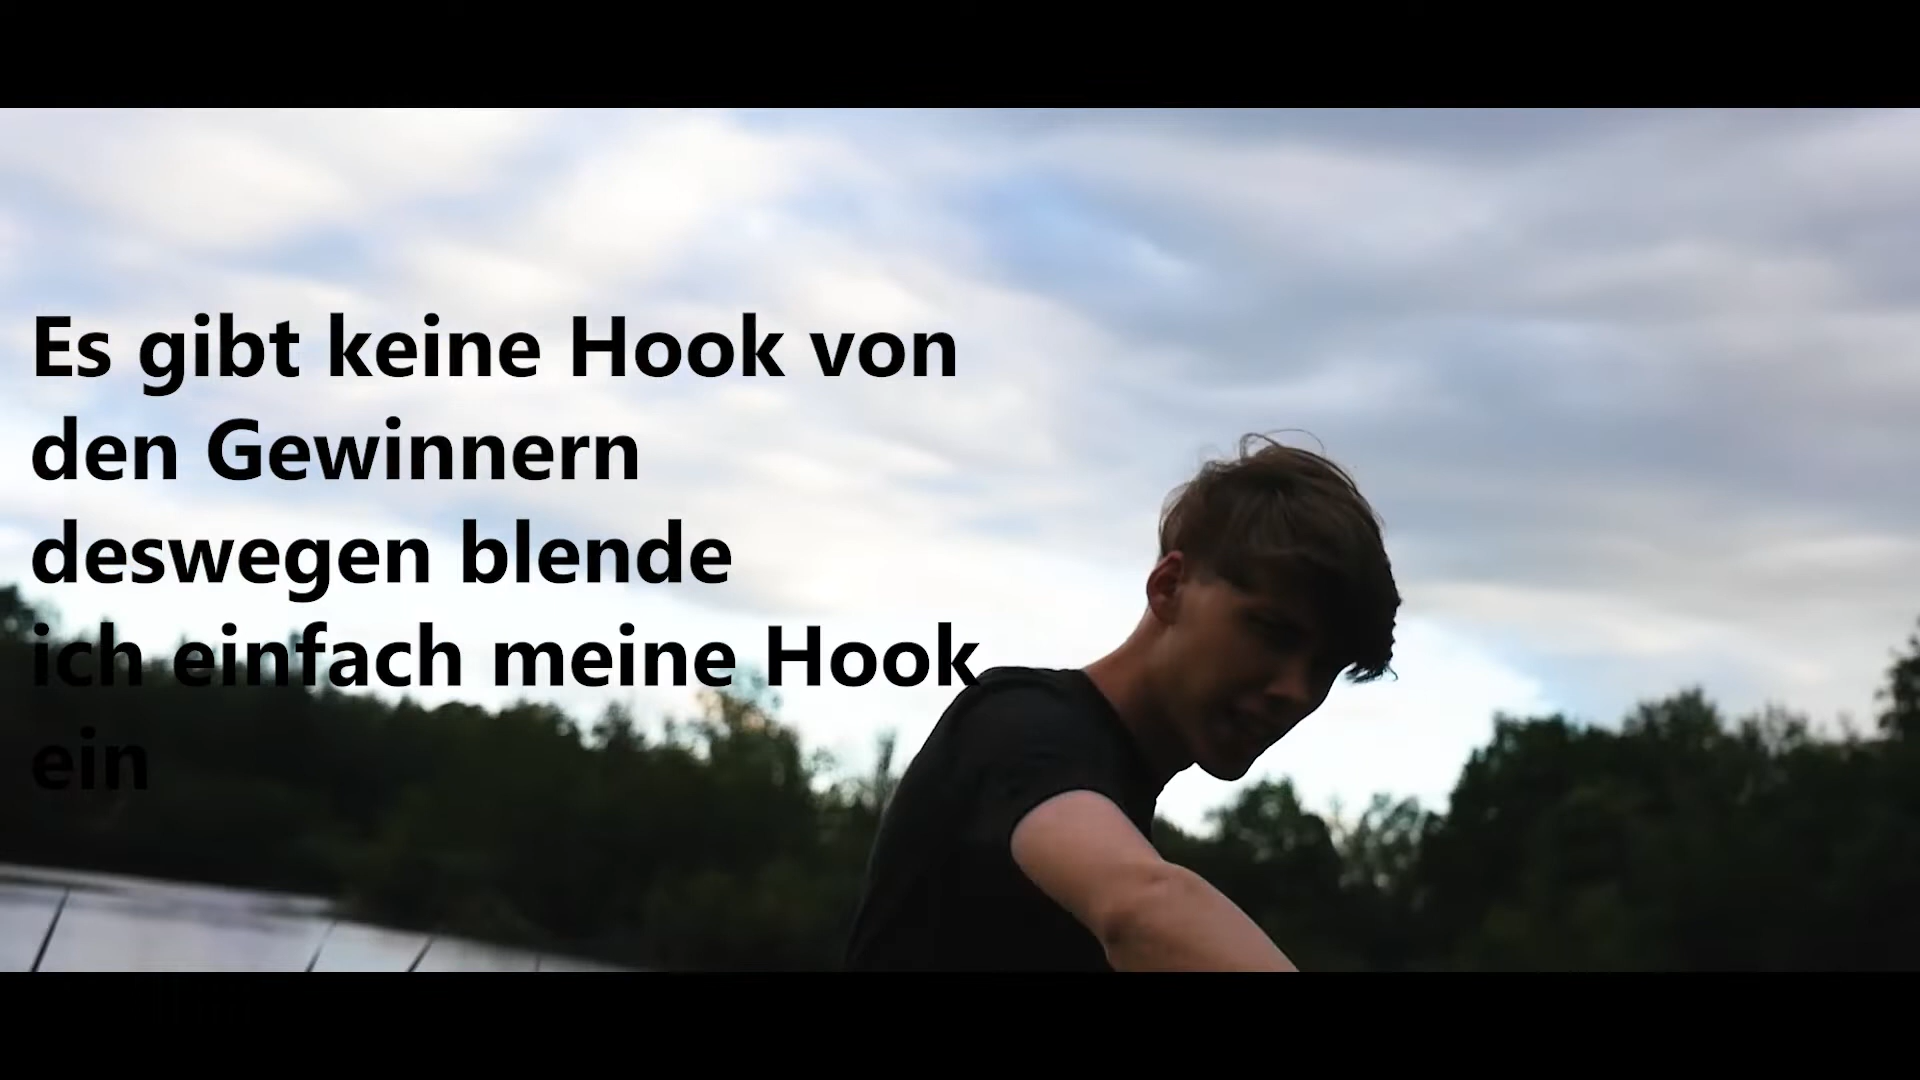 Es gibt keine Hook von
den Gewinnern
deswegen blende
ich einfach meine Hook
ein